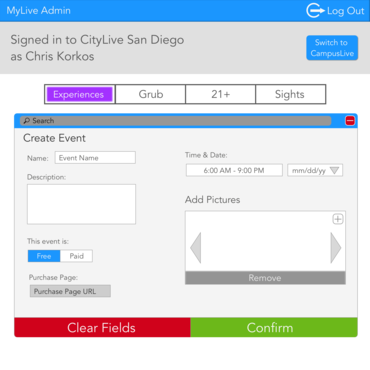 MyLive Admin
Log Out
Signed in to CityLive San Diego
as Chris Korkos
Switch to
CampusLive
Experiences
Grub
21+
Sights
Search
Create Event
Name:
Event Name
Time & Date:
6:00 AM - 9:00 PM
mm/dd/yy
Description:
Add Pictures
This event is:
Free
Paid
Remove
Purchase Page:
Purchase Page URL
Clear Fields
Confirm